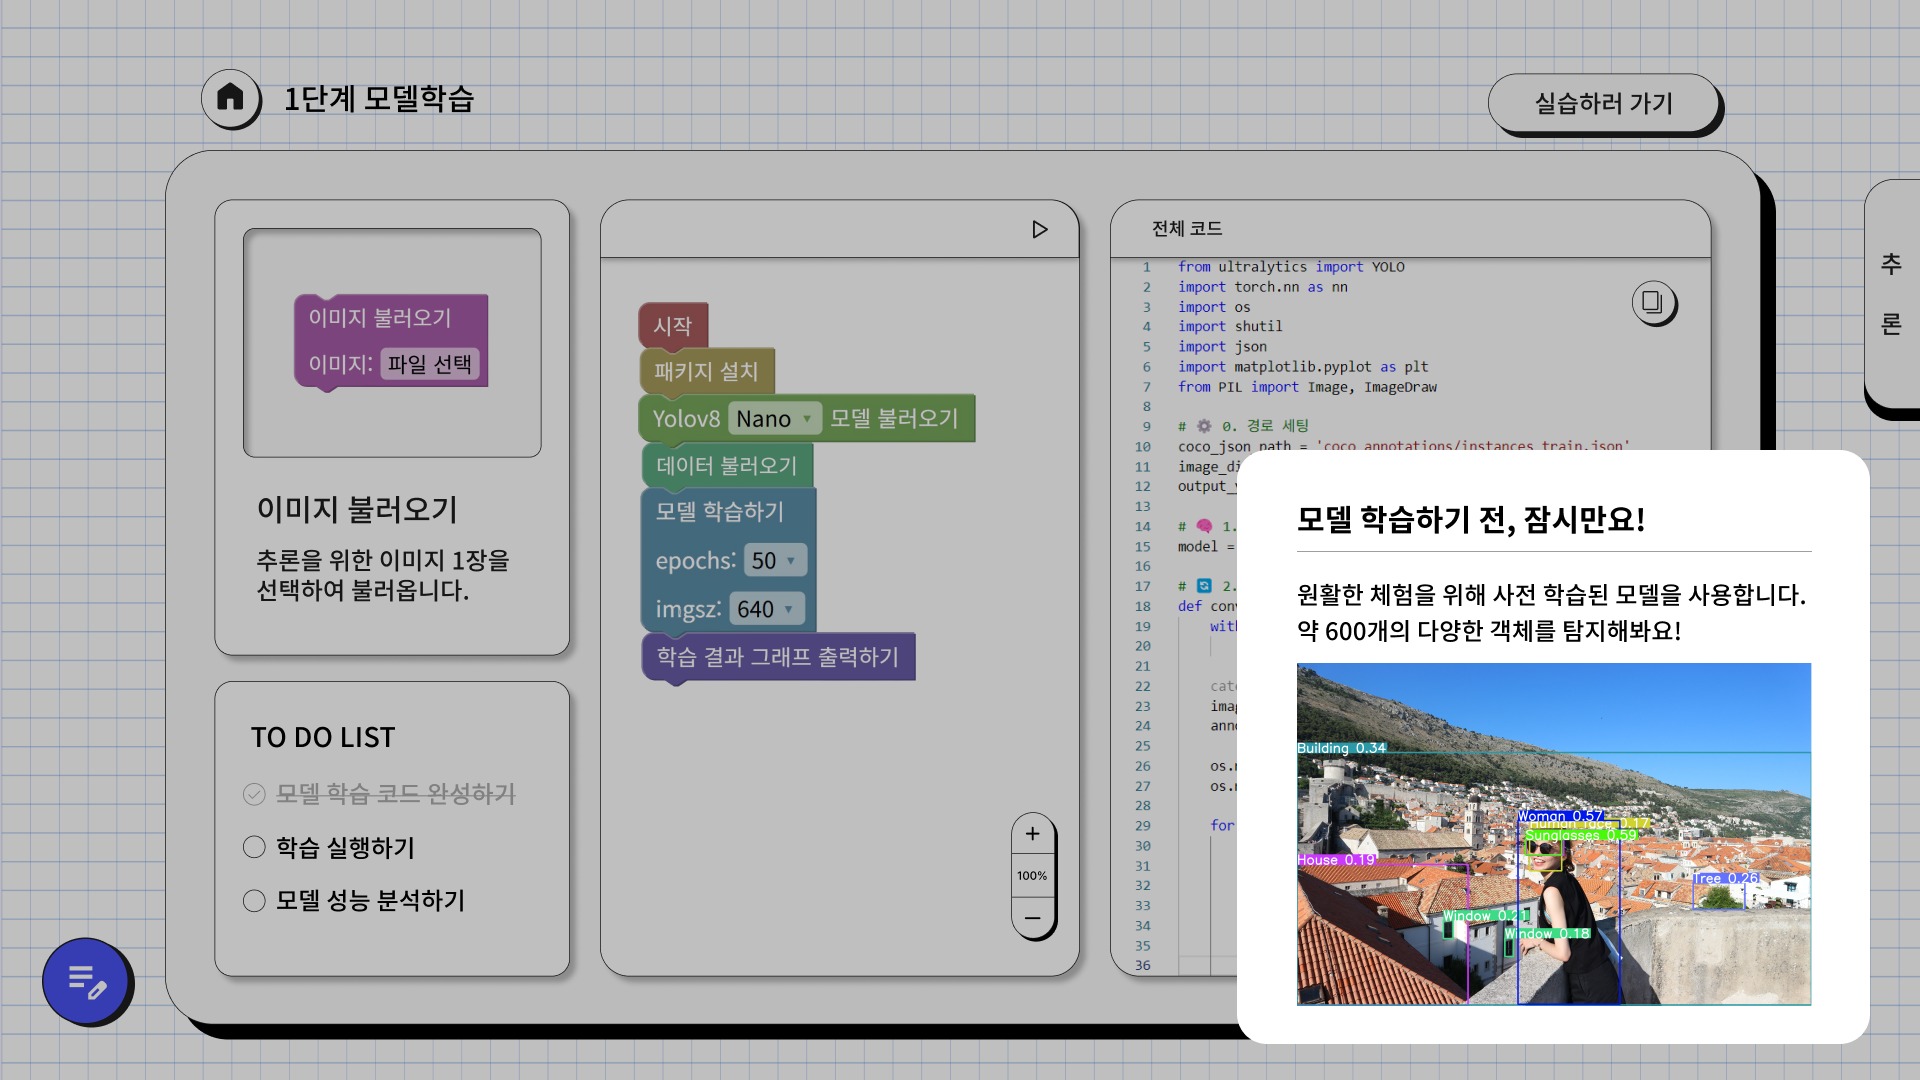 1단계 모델학습
실습하러 가기
이미지 불러오기
이미지: 파일 선택
이미지 불러오기
추론을 위한 이미지 1장을
선택하여 불러옵니다.
TO DO LIST
모델 학습 코드 완성하기
학습 실행하기
모델 성능 분석하기
시작
패키지 설치
Yolov8 Nano 모델 불러오기
데이터 불러오기
모델 학습하기
epochs: 50
imgsz: 640
학습 결과 그래프 출력하기
+
100%
−
전체 코드
1 from ultralytics import YOLO
2 import torch.nn as nn
3 import os
4 import shutil
5 import json
6 import matplotlib.pyplot as plt
7 from PIL import Image, ImageDraw
8
9 # ⚙️ 0. 경로 세팅
10 coco_json_path = 'coco_annotations/instances_train.json'
11 image_di
12 output_y
13
14 # 🧠 1.
15 model =
16
17 # 🔄 2.
18 def conv
19 with
20
21
22 cate
23 imag
24 anno
25
26 os.m
27 os.m
28
29 for
30
31
32
33
34
35
36
추
론
모델 학습하기 전, 잠시만요!
원활한 체험을 위해 사전 학습된 모델을 사용합니다.
약 600개의 다양한 객체를 탐지해봐요!
Building 0.34
Woman 0.57
Human face 0.17
Sunglasses 0.59
House 0.19
Tree 0.26
Window 0.21
Window 0.18